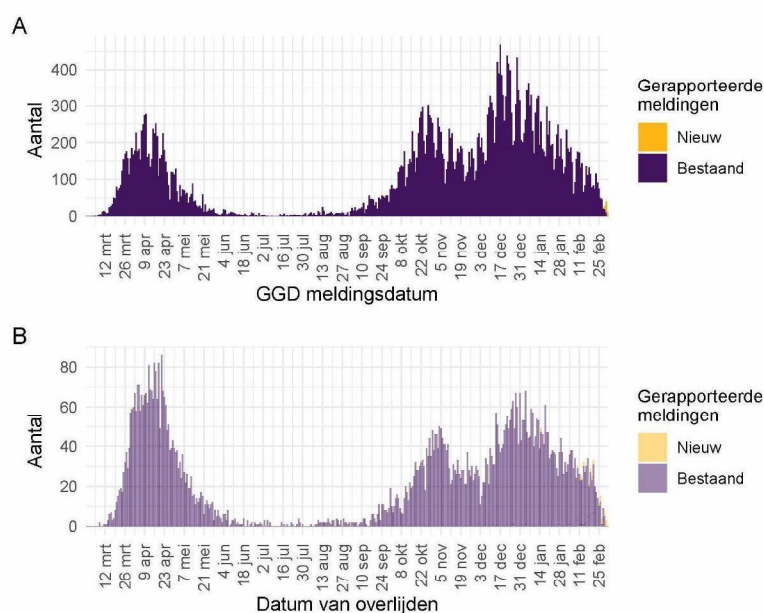 A
Aantal
400
300
200
100
0
12 mrt
26 mrt
9 apr
23 apr
7 mei
21 mei
4 jun
18 jun
2 jul
16 jul
30 jul
13 aug
27 aug
10 sep
24 sep
8 okt
22 okt
5 nov
19 nov
3 dec
17 dec
31 dec
14 jan
28 jan
11 feb
25 feb
GGD meldingsdatum
Gerapporteerde
meldingen
Nieuw
Bestaand
B
Aantal
80
60
40
20
0
12 mrt
26 mrt
9 apr
23 apr
7 mei
21 mei
4 jun
18 jun
2 jul
16 jul
30 jul
13 aug
27 aug
10 sep
24 sep
8 okt
22 okt
5 nov
19 nov
3 dec
17 dec
31 dec
14 jan
28 jan
11 feb
25 feb
Datum van overlijden
Gerapporteerde
meldingen
Nieuw
Bestaand